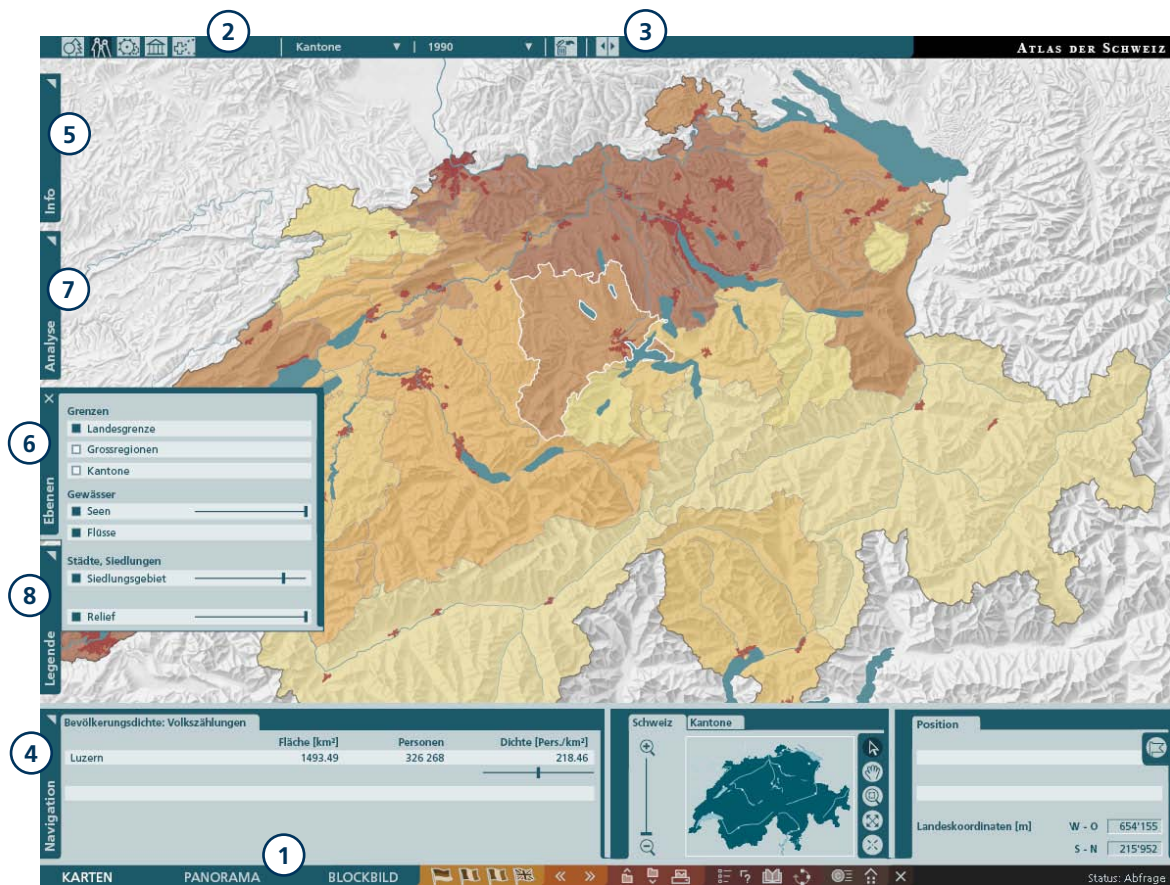 2
3
Kantone
1990
ATLAS DER SCHWEIZ
5
Info
7
Analyse
6
Ebenen
Grenzen
Landesgrenze
Grossregionen
Kantone
Gewässer
Seen
Flüsse
Städte, Siedlungen
Siedlungsgebiet
Relief
8
Legende
4
Navigation
Bevölkerungsdichte: Volkszählungen
Fläche [km²] Personen Dichte [Pers./km²]
Luzern 1493.49 326 268 218.46
Schweiz Kantone
Position
Landeskoordinaten [m] W - O 654'155
S - N 215'952
1
KARTEN PANORAMA BLOCKBILD
Status: Abfrage